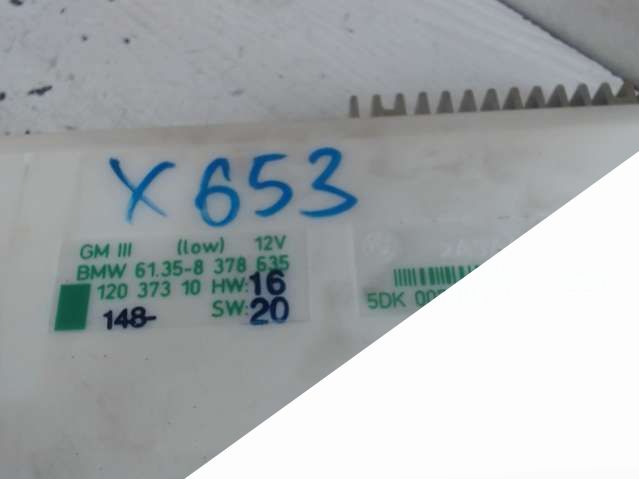 X 653
GM III (low) 12V
BMW 61.35-8 378 635
120 373 10 HW: 16
148- SW: 20
5DK